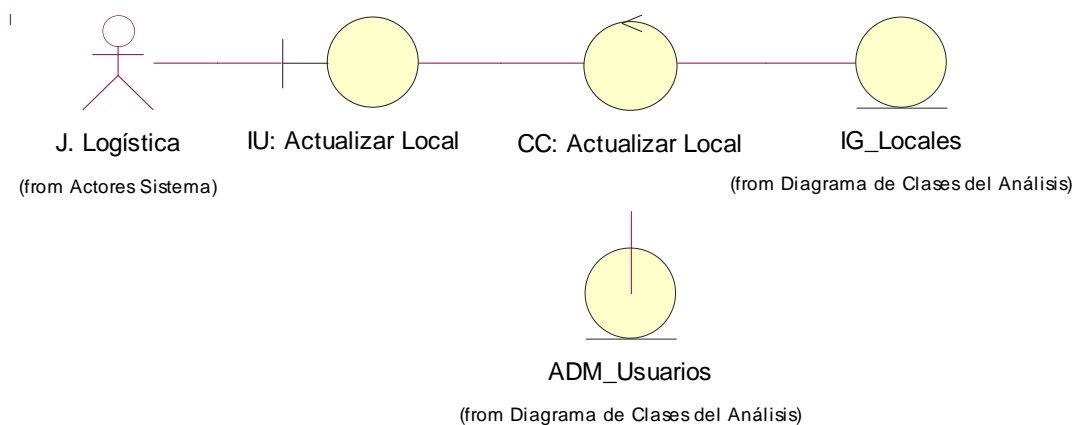 J. Logística
(from Actores Sistema)
IU: Actualizar Local
CC: Actualizar Local
IG_Locales
(from Diagrama de Clases del Análisis)
ADM_Usuarios
(from Diagrama de Clases del Análisis)